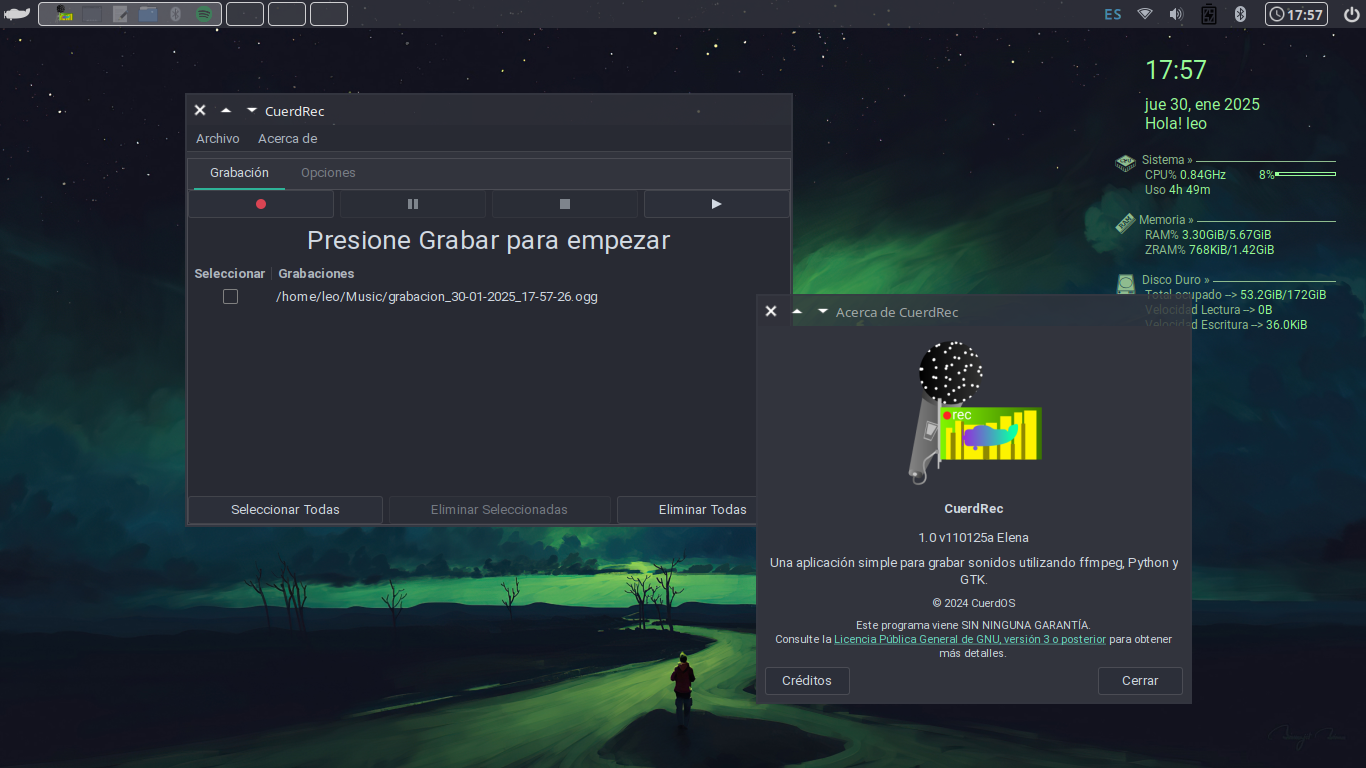 ES
17:57
17:57
jue 30, ene 2025
Hola! leo
Sistema »
CPU% 0.84GHz 8%
Uso 4h 49m
RAM
Memoria »
RAM% 3.30GiB/5.67GiB
ZRAM% 768KiB/1.42GiB
Disco Duro »
Total ocupado --> 53.2GiB/172GiB
Velocidad Lectura --> 0B
Velocidad Escritura --> 36.0KiB
CuerdRec
Archivo Acerca de
Grabación Opciones
Presione Grabar para empezar
Seleccionar Grabaciones
/home/leo/Music/grabacion_30-01-2025_17-57-26.ogg
Seleccionar Todas Eliminar Seleccionadas Eliminar Todas
Acerca de CuerdRec
rec
CuerdRec
1.0 v110125a Elena
Una aplicación simple para grabar sonidos utilizando ffmpeg, Python y
GTK.
© 2024 CuerdOS
Este programa viene SIN NINGUNA GARANTÍA.
Consulte la Licencia Pública General de GNU, versión 3 o posterior para obtener
más detalles.
Créditos Cerrar